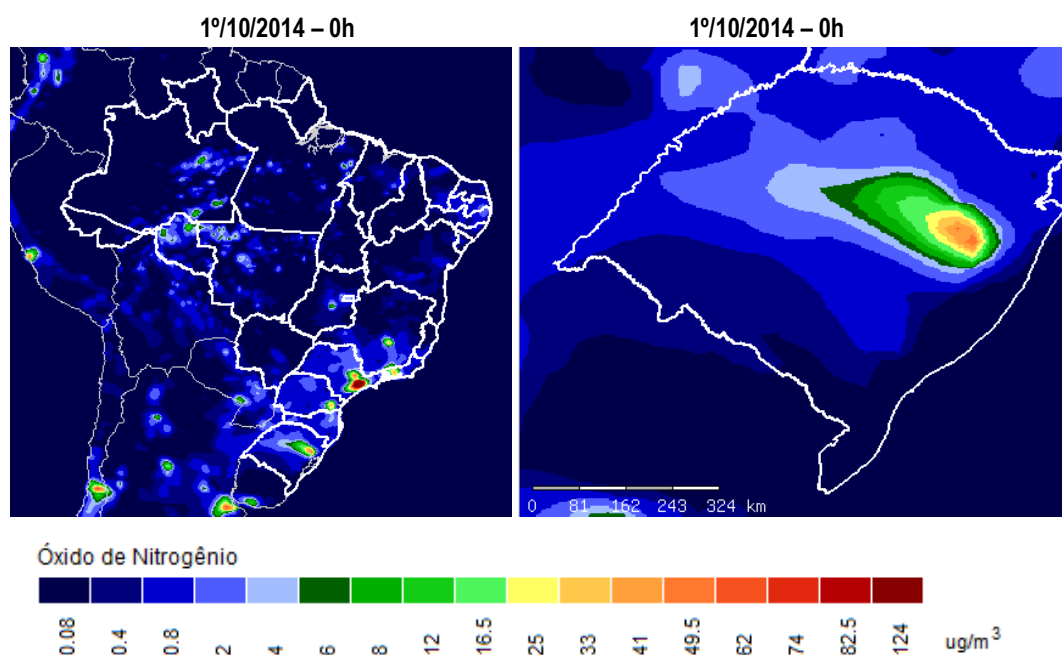 1º/10/2014 – 0h
1º/10/2014 – 0h
0 81 162 243 324 km
Óxido de Nitrogênio
0.08 0.4 0.8 2 4 6 8 12 16.5 25 33 41 49.5 62 74 82.5 124 ug/m³